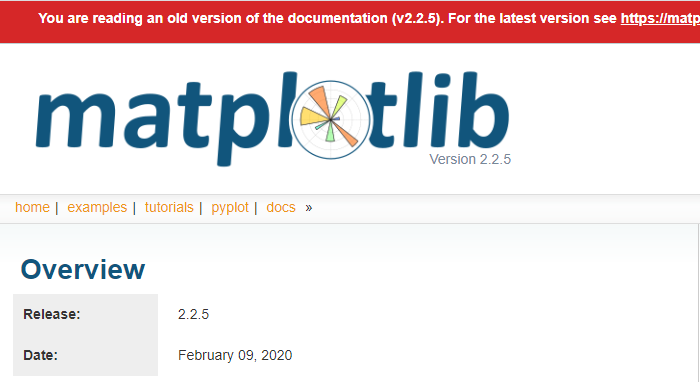 You are reading an old version of the documentation (v2.2.5). For the latest version see https://matp
matplotlib
Version 2.2.5
home | examples | tutorials | pyplot | docs »
Overview
Release: 2.2.5
Date: February 09, 2020